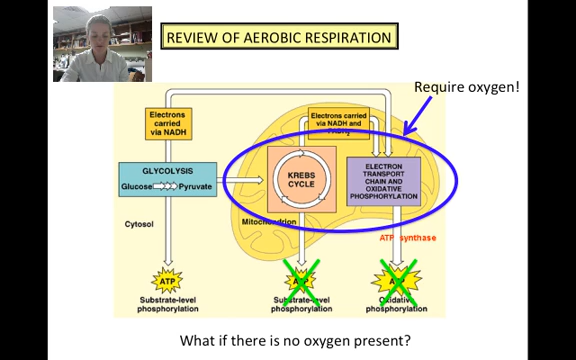 REVIEW OF AEROBIC RESPIRATION
Require oxygen!
Electrons
carried
via NADH
Electrons carried
via NADH and
FADH2
GLYCOLYSIS
Glucose Pyruvate
KREBS
CYCLE
ELECTRON
TRANSPORT
CHAIN AND
OXIDATIVE
PHOSPHORYLATION
Cytosol
Mitochondrion
ATP synthase
ATP
ATP
ATP
Substrate-level
phosphorylation
Substrate-level
phosphorylation
Oxidative
phosphorylation
What if there is no oxygen present?